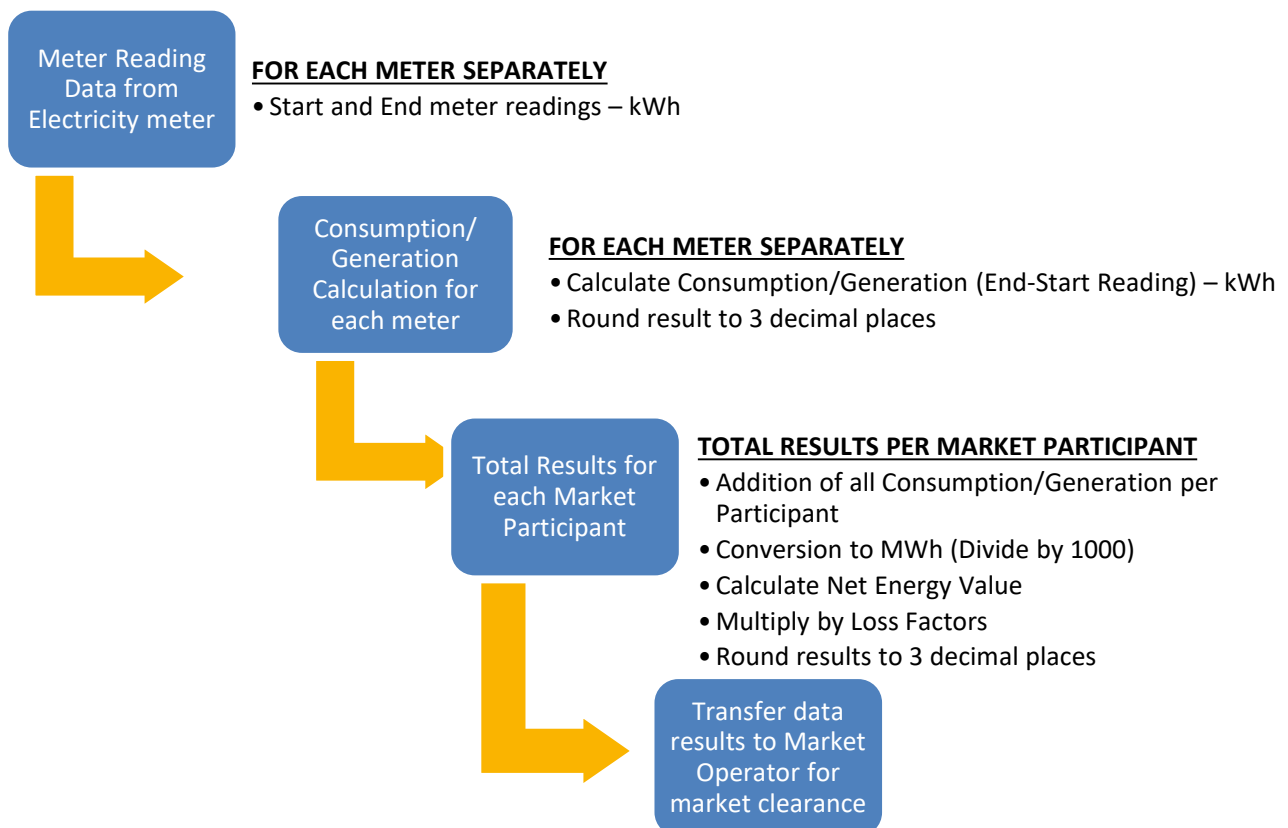 Meter Reading
Data from
Electricity meter
FOR EACH METER SEPARATELY
• Start and End meter readings – kWh
Consumption/
Generation
Calculation for
each meter
FOR EACH METER SEPARATELY
• Calculate Consumption/Generation (End-Start Reading) – kWh
• Round result to 3 decimal places
Total Results for
each Market
Participant
TOTAL RESULTS PER MARKET PARTICIPANT
• Addition of all Consumption/Generation per
Participant
• Conversion to MWh (Divide by 1000)
• Calculate Net Energy Value
• Multiply by Loss Factors
• Round results to 3 decimal places
Transfer data
results to Market
Operator for
market clearance